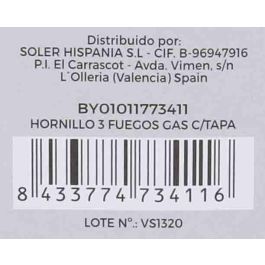 Distribuido por:
SOLER HISPANIA S.L - CIF. B-96947916
P.I. El Carrascot - Avda. Vimen, s/n
L´Olleria (Valencia) Spain
BY01011773411
HORNILLO 3 FUEGOS GAS C/TAPA
8 433774 734116
LOTE Nº.: VS1320